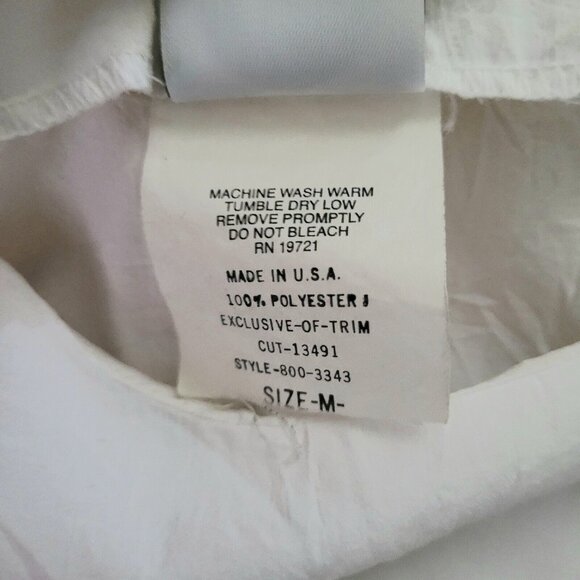 MACHINE WASH WARM
TUMBLE DRY LOW
REMOVE PROMPTLY
DO NOT BLEACH
RN 19721
MADE IN U.S.A.
100% POLYESTER
EXCLUSIVE-OF-TRIM
CUT-13491
STYLE-800-3343
SIZE-M-